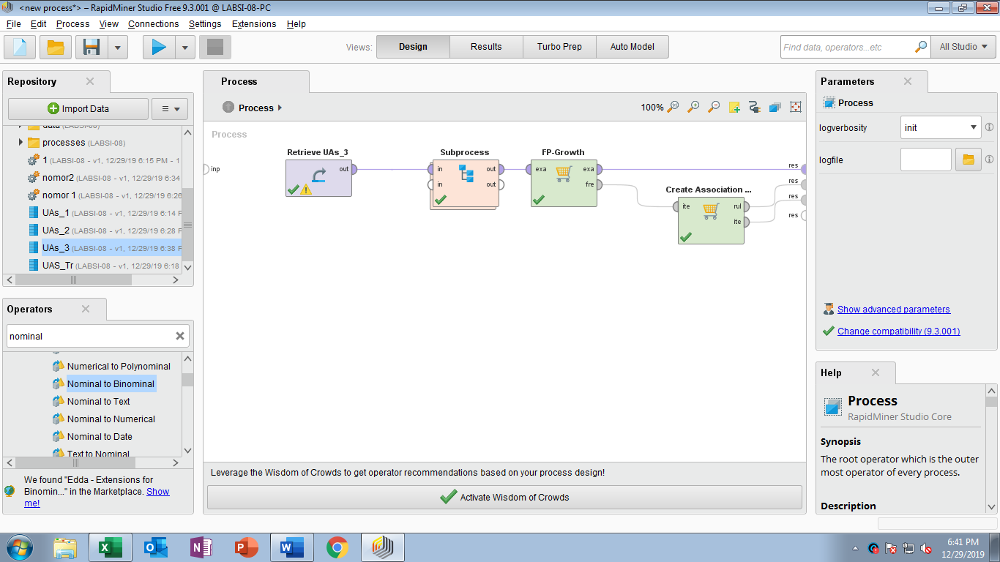 <new process*> – RapidMiner Studio Free 9.3.001 @ LABSI-08-PC
File Edit Process View Connections Settings Extensions Help
Views: Design Results Turbo Prep Auto Model
Find data, operators...etc
All Studio
Repository
Import Data
data (LABSI-08)
processes (LABSI-08)
1 (LABSI-08 - v1, 12/29/19 6:15 PM - 1
nomor2 (LABSI-08 - v1, 12/29/19 6:34
nomor 1 (LABSI-08 - v1, 12/29/19 6:26
UAs_1 (LABSI-08 - v1, 12/29/19 6:14 P
UAs_2 (LABSI-08 - v1, 12/29/19 6:28 P
UAs_3 (LABSI-08 - v1, 12/29/19 6:38 P
UAS_Tr (LABSI-08 - v1, 12/29/19 6:18
Operators
nominal
Numerical to Polynominal
Nominal to Binominal
Nominal to Text
Nominal to Numerical
Nominal to Date
Text to Nominal
We found "Edda - Extensions for
Binomin..." in the Marketplace. Show
me!
Process
Process
100%
Process
inp
Retrieve UAs_3
out
Subprocess
in out
in out
FP-Growth
exa exa
fre
Create Association ...
ite rul
ite
res
res
res
res
Leverage the Wisdom of Crowds to get operator recommendations based on your process design!
Activate Wisdom of Crowds
Parameters
Process
logverbosity init
logfile
Show advanced parameters
Change compatibility (9.3.001)
Help
Process
RapidMiner Studio Core
Synopsis
The root operator which is the outer
most operator of every process.
Description
6:41 PM
12/29/2019